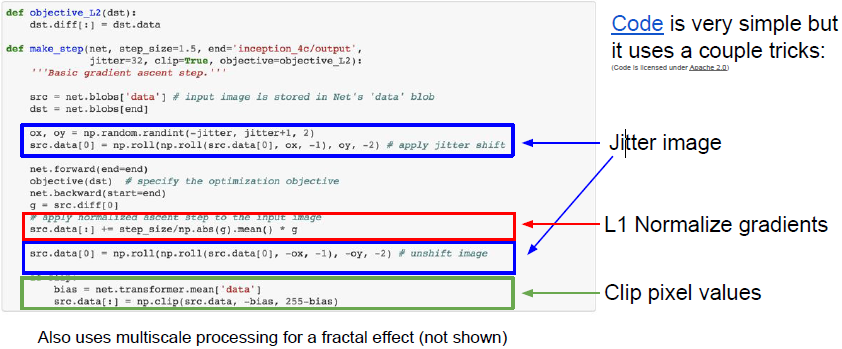 def objective_L2(dst):
    dst.diff[:] = dst.data
def make_step(net, step_size=1.5, end='inception_4c/output',
              jitter=32, clip=True, objective=objective_L2):
    '''Basic gradient ascent step.'''
    src = net.blobs['data'] # input image is stored in Net's 'data' blob
    dst = net.blobs[end]
    ox, oy = np.random.randint(-jitter, jitter+1, 2)
    src.data[0] = np.roll(np.roll(src.data[0], ox, -1), oy, -2) # apply jitter shift
    net.forward(end=end)
    objective(dst)  # specify the optimization objective
    net.backward(start=end)
    g = src.diff[0]
    # apply normalized ascent step to the input image
    src.data[:] += step_size/np.abs(g).mean() * g
    src.data[0] = np.roll(np.roll(src.data[0], -ox, -1), -oy, -2) # unshift image
        bias = net.transformer.mean['data']
        src.data[:] = np.clip(src.data, -bias, 255-bias)
Code is very simple but
it uses a couple tricks:
(Code is licensed under Apache 2.0)
Jitter image
L1 Normalize gradients
Clip pixel values
Also uses multiscale processing for a fractal effect (not shown)